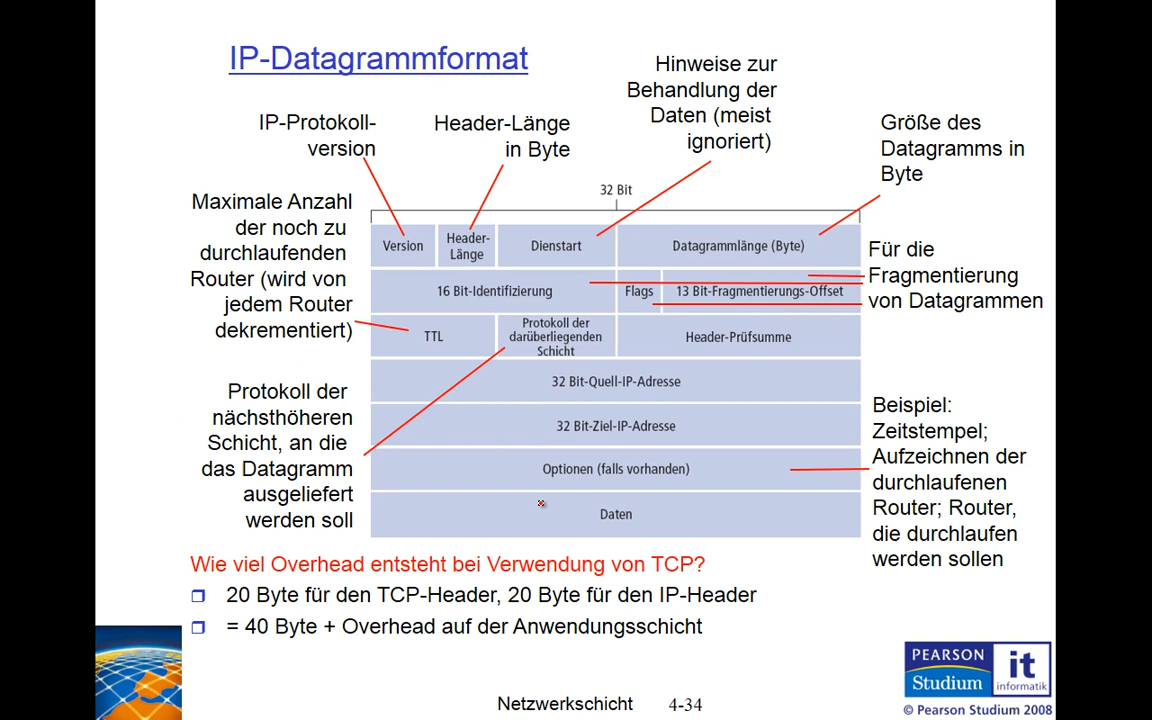 IP-Datagrammformat
Hinweise zur
Behandlung der
Daten (meist
ignoriert)
IP-Protokoll-
version
Header-Länge
in Byte
Größe des
Datagramms in
Byte
32 Bit
Maximale Anzahl
der noch zu
durchlaufenden
Router (wird von
jedem Router
dekrementiert)
Version
Header-
Länge
Dienstart
Datagrammlänge (Byte)
Für die
Fragmentierung
von Datagrammen
16 Bit-Identifizierung
Flags
13 Bit-Fragmentierungs-Offset
TTL
Protokoll der
darüberliegenden
Schicht
Header-Prüfsumme
32 Bit-Quell-IP-Adresse
32 Bit-Ziel-IP-Adresse
Optionen (falls vorhanden)
Daten
Protokoll der
nächsthöheren
Schicht, an die
das Datagramm
ausgeliefert
werden soll
Beispiel:
Zeitstempel;
Aufzeichnen der
durchlaufenen
Router; Router,
die durchlaufen
werden sollen
Wie viel Overhead entsteht bei Verwendung von TCP?
20 Byte für den TCP-Header, 20 Byte für den IP-Header
= 40 Byte + Overhead auf der Anwendungsschicht
Netzwerkschicht 4-34
PEARSON
Studium
it
informatik
© Pearson Studium 2008